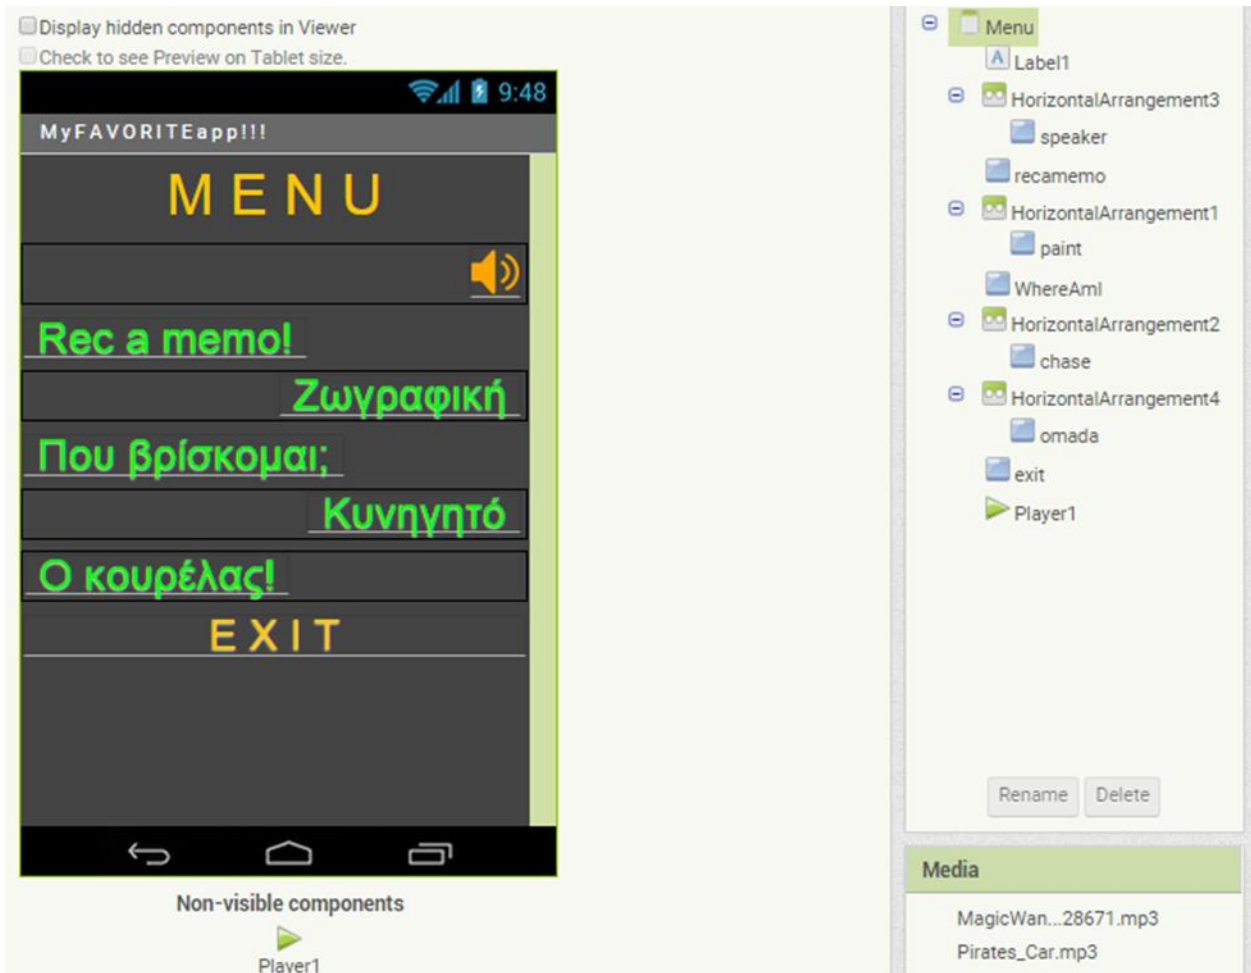 Display hidden components in Viewer
Check to see Preview on Tablet size.
9:48
MyFAVORITEapp!!!
M E N U
Rec a memo!
Ζωγραφική
Που βρίσκομαι;
Κυνηγητό
Ο κουρέλας!
E X I T
Non-visible components
Player1
Menu
Label1
HorizontalArrangement3
speaker
recamemo
HorizontalArrangement1
paint
WhereAmI
HorizontalArrangement2
chase
HorizontalArrangement4
omada
exit
Player1
Rename Delete
Media
MagicWan...28671.mp3
Pirates_Car.mp3